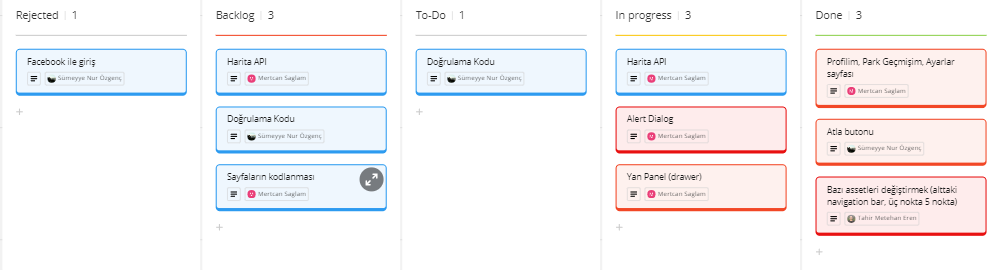 Rejected | 1
Facebook ile giriş
Sümeyye Nur Özgenç
Backlog | 3
Harita API
M Mertcan Saglam
Doğrulama Kodu
Sümeyye Nur Özgenç
Sayfaların kodlanması
M Mertcan Saglam
To-Do | 1
Doğrulama Kodu
Sümeyye Nur Özgenç
In progress | 3
Harita API
M Mertcan Saglam
Alert Dialog
M Mertcan Saglam
Yan Panel (drawer)
M Mertcan Saglam
Done | 3
Profilim, Park Geçmişim, Ayarlar
sayfası
M Mertcan Saglam
Atla butonu
Sümeyye Nur Özgenç
Bazı assetleri değiştirmek (alttaki
navigation bar, üç nokta 5 nokta)
Tahir Metehan Eren